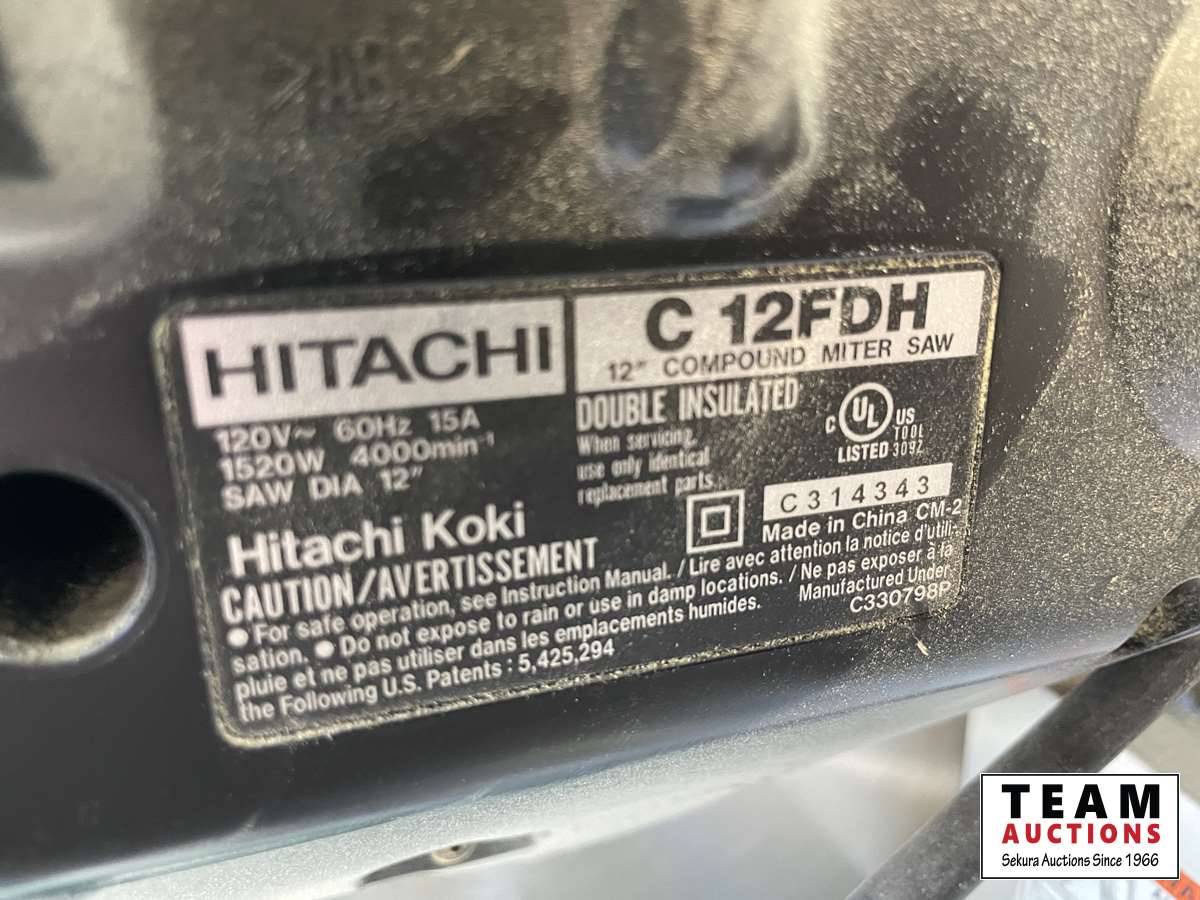 HITACHI
120V~ 60Hz 15A
1520W 4000min⁻¹
SAW DIA 12"
C 12FDH
12" COMPOUND MITER SAW
DOUBLE INSULATED
When servicing,
use only identical
replacement parts.
C UL US
LISTED
TOOL
309Z
C314343
Made in China CM-2
Hitachi Koki
CAUTION/AVERTISSEMENT
● For safe operation, see Instruction Manual. / Lire avec attention la notice d'utili-
sation. ● Do not expose to rain or use in damp locations. / Ne pas exposer à la
pluie et ne pas utiliser dans les emplacements humides. Manufactured Under
the Following U.S. Patents : 5,425,294 C330798P
TEAM
AUCTIONS
Sekura Auctions Since 1966